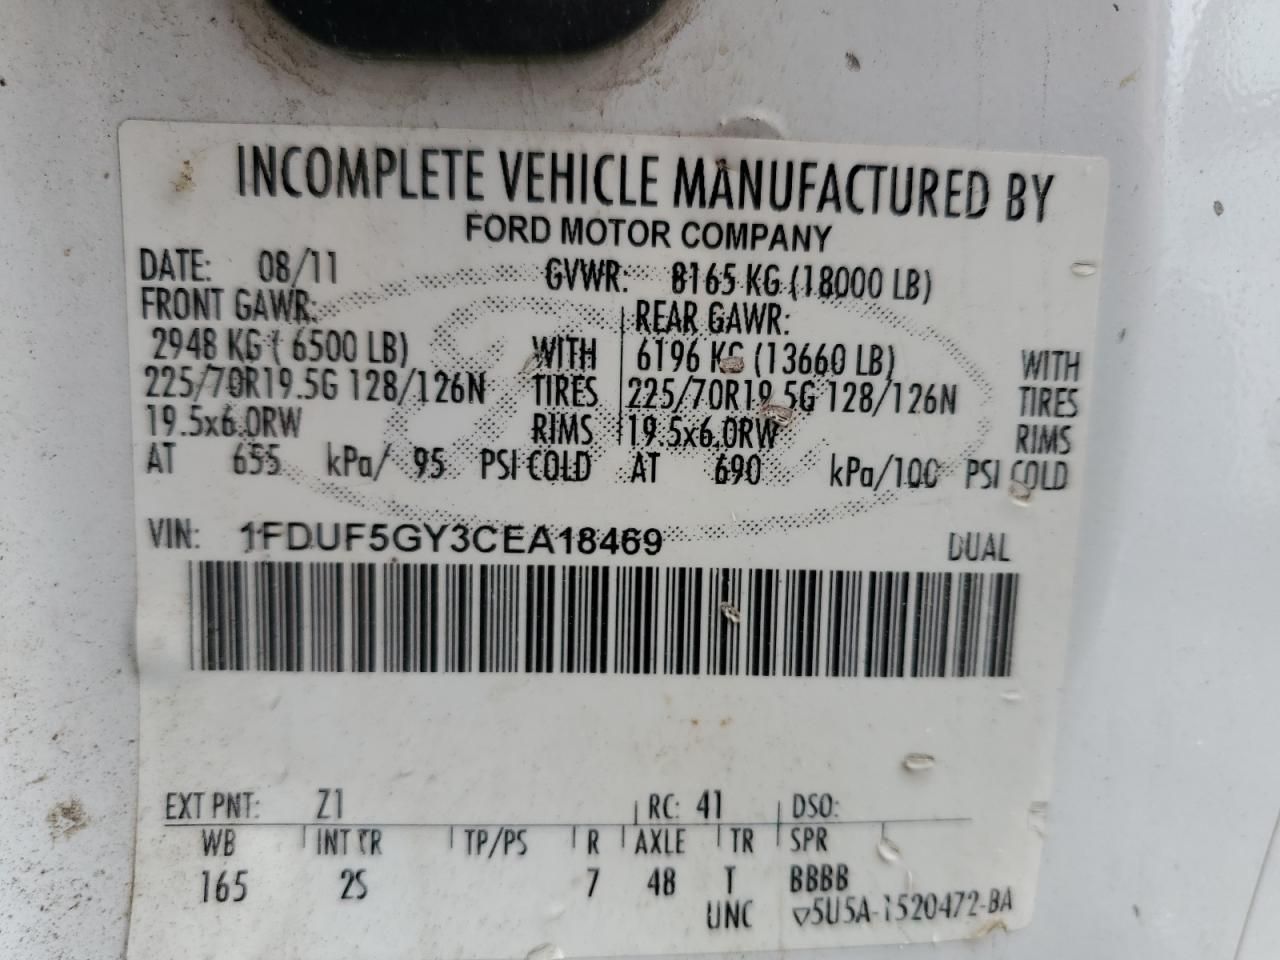 INCOMPLETE VEHICLE MANUFACTURED BY
FORD MOTOR COMPANY
DATE: 08/11 GVWR: 8165 KG (18000 LB)
FRONT GAWR: REAR GAWR:
2948 KG ( 6500 LB) WITH 6196 KG (13660 LB) WITH
225/70R19.5G 128/126N TIRES 225/70R19.5G 128/126N TIRES
19.5x6.0RW RIMS 19.5x6.0RW RIMS
AT 655 kPa/ 95 PSI COLD AT 690 kPa/100 PSI COLD
VIN: 1FDUF5GY3CEA18469 DUAL
EXT PNT: Z1 RC: 41 DSO:
WB INT TR TP/PS R AXLE TR SPR
165 2S 7 48 T BBBB
UNC ▽5U5A-1520472-BA